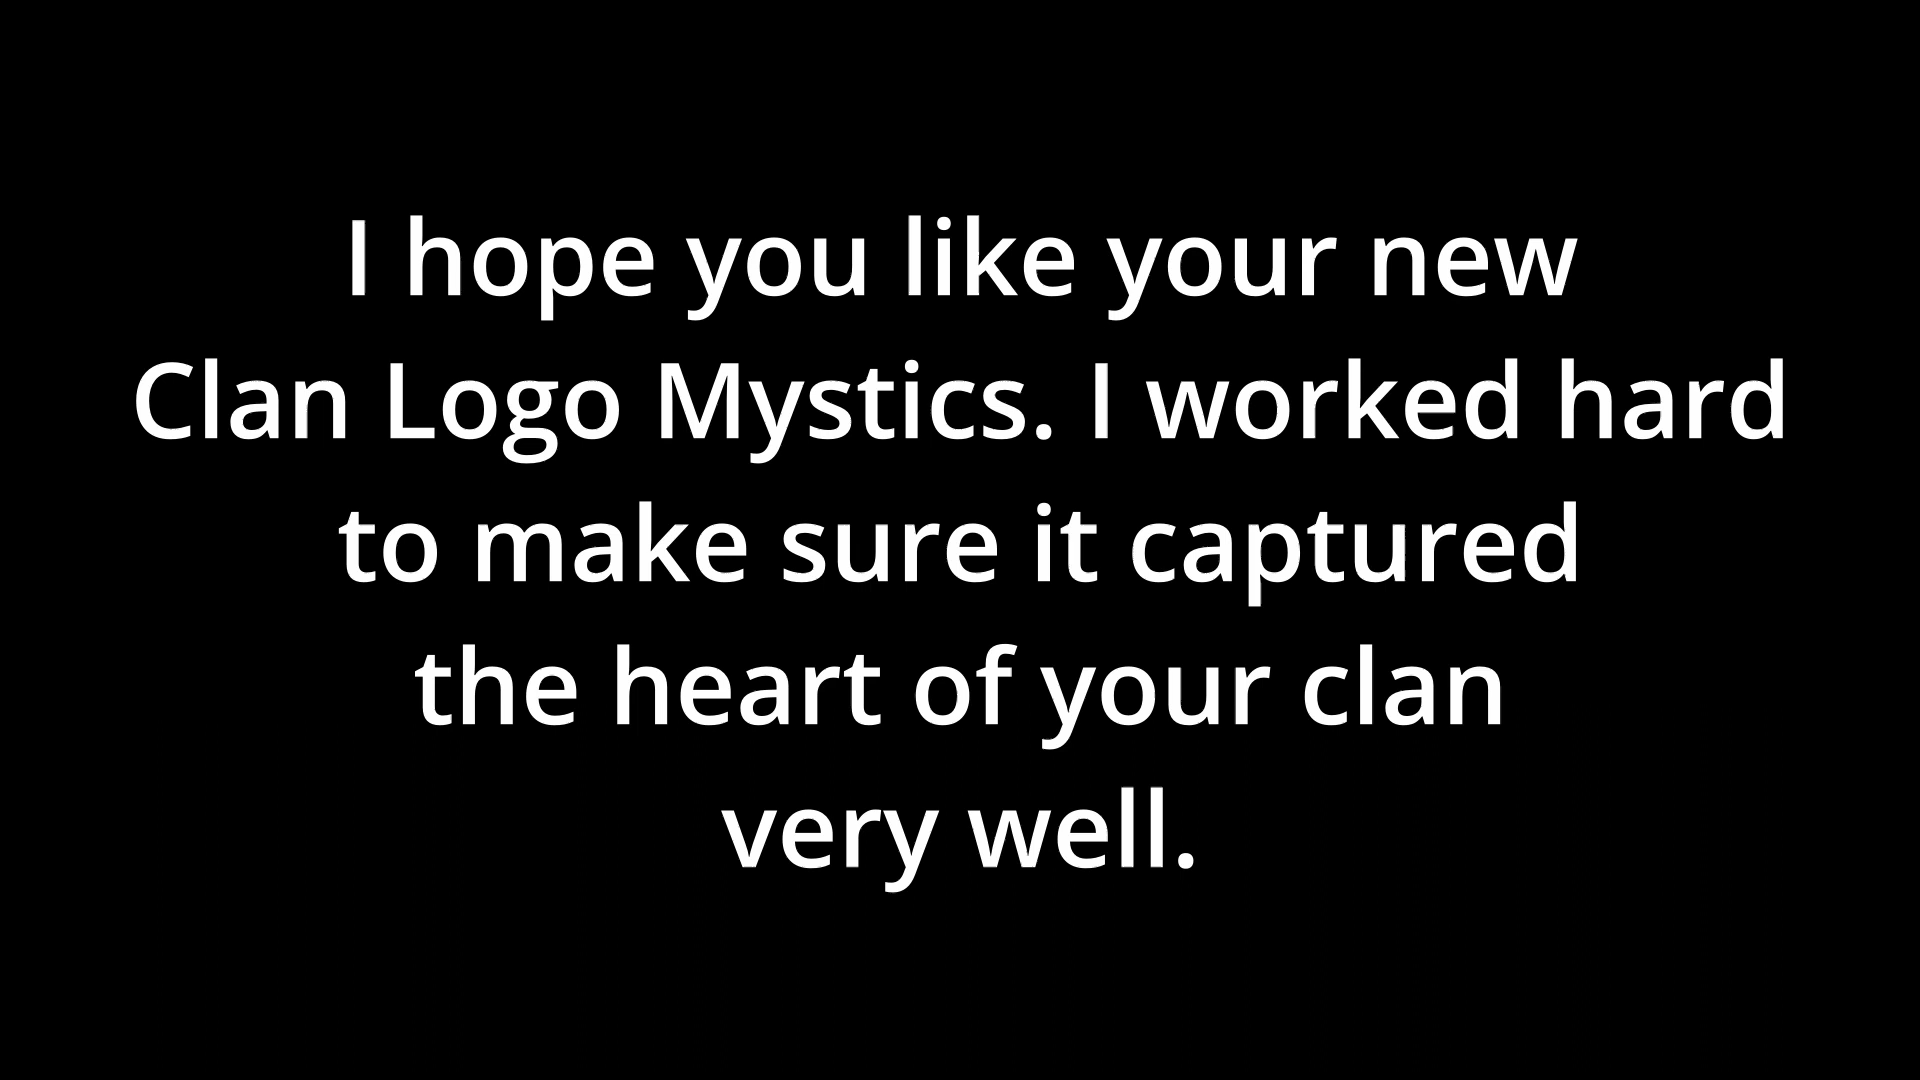 I hope you like your new
Clan Logo Mystics. I worked hard
to make sure it captured
the heart of your clan
very well.